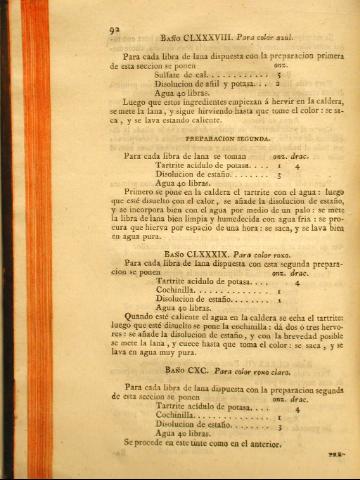 92
BAÑO CLXXXVIII. Para color azul.
Para cada libra de lana dispuesta con la preparacion primera
de esta seccion se ponen onz.
Sulfate de cal. . . . . . . . . . . . 5
Disolucion de añil y potasa. . . 2
Agua 40 libras.
Luego que estos ingredientes empiezan á hervir en la caldera,
se mete la lana, y sigue hirviendo hasta que tome el color: se sa-
ca, y se lava estando caliente.
PREPARACION SEGUNDA.
Para cada libra de lana se toman onz. drac.
Tartrite acídulo de potasa. . . . 1 4
Disolucion de estaño. . . . . . . . 3
Agua 40 libras.
Primero se pone en la caldera el tartrite con el agua: luego
que esté disuelto con el calor, se añade la disolucion de estaño,
y se incorpora bien con el agua por medio de un palo: se mete
la libra de lana bien limpia y humedecida con agua fria: se pro-
cura que hierva por espacio de una hora: se saca, y se lava bien
en agua pura.
BAÑO CLXXXIX. Para color roxo.
Para cada libra de lana dispuesta con esta segunda prepara-
cion se ponen onz. drac.
Tartrite acídulo de potasa. . . . 4
Cochinilla. . . . . . . . . . . . . . 1
Disolucion de estaño. . . . . . . . 1
Agua 40 libras.
Quando esté caliente el agua en la caldera se echa el tartrite:
luego que esté disuelto se pone la cochinilla: dá dos ó tres hervo-
res: se añade la disolucion de estaño, y con la brevedad posible
se mete la lana, y cuece hasta que toma el color: se saca, y se
lava en agua muy pura.
BAÑO CXC. Para color roxo claro.
Para cada libra de lana dispuesta con la preparacion segunda
de esta seccion se ponen onz. drac.
Tartrite acídulo de potasa. . . . 4
Cochinilla. . . . . . . . . . . . . . 1
Disolucion de estaño. . . . . . . . 3
Agua 40 libras.
Se procede en este tinte como en el anterior.
PRE-